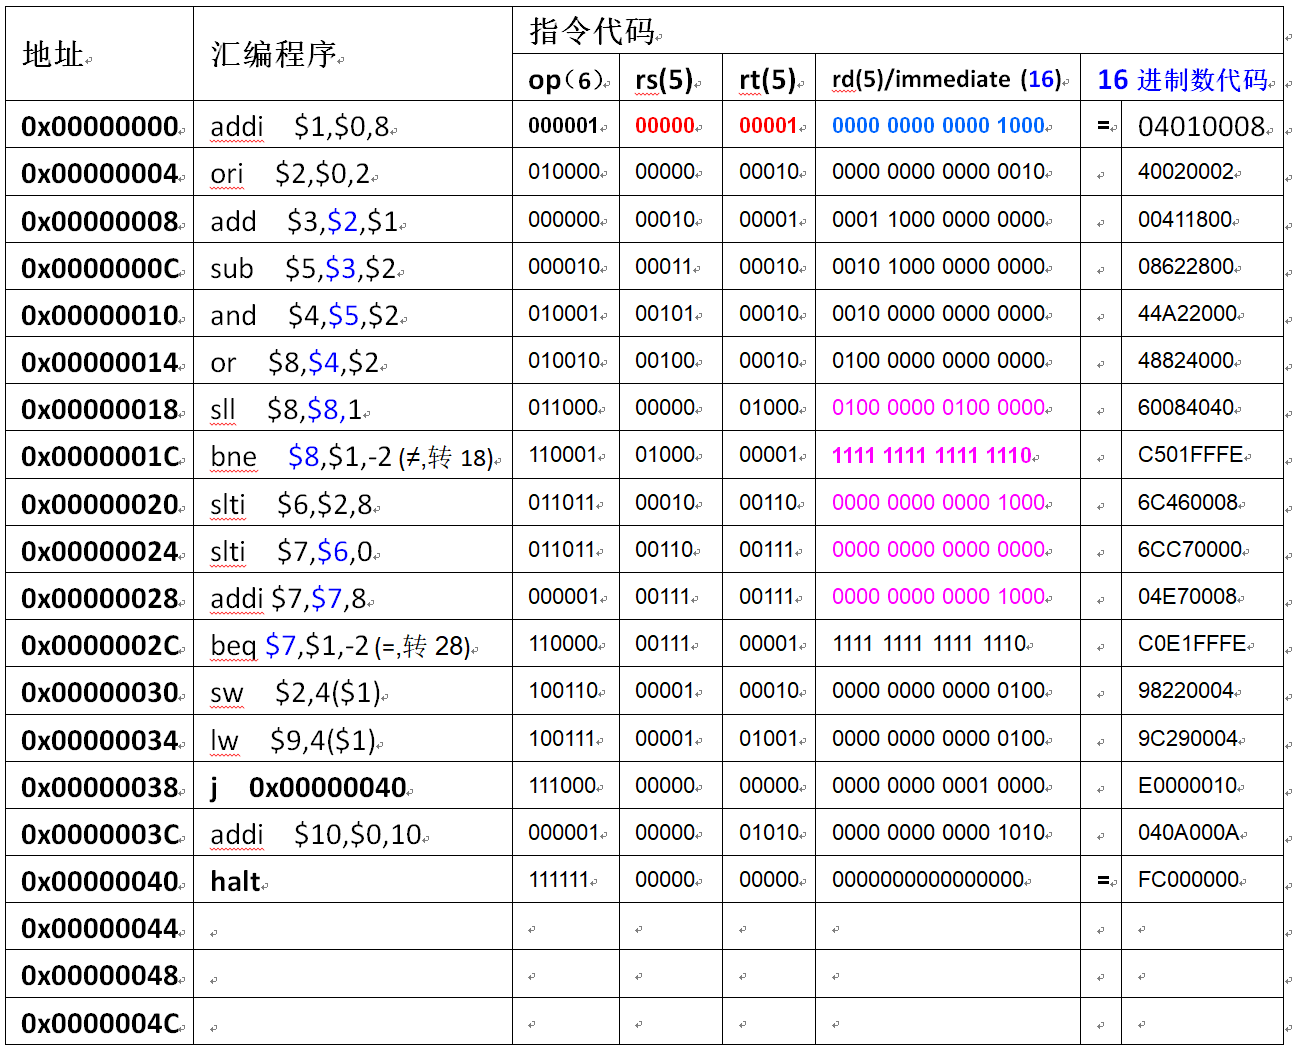 地址 汇编程序 指令代码
op（6） rs(5) rt(5) rd(5)/immediate (16) 16 进制数代码
0x00000000 addi $1,$0,8 000001 00000 00001 0000 0000 0000 1000 = 04010008
0x00000004 ori $2,$0,2 010000 00000 00010 0000 0000 0000 0010 40020002
0x00000008 add $3,$2,$1 000000 00010 00001 0001 1000 0000 0000 00411800
0x0000000C sub $5,$3,$2 000010 00011 00010 0010 1000 0000 0000 08622800
0x00000010 and $4,$5,$2 010001 00101 00010 0010 0000 0000 0000 44A22000
0x00000014 or $8,$4,$2 010010 00100 00010 0100 0000 0000 0000 48824000
0x00000018 sll $8,$8,1 011000 00000 01000 0100 0000 0100 0000 60084040
0x0000001C bne $8,$1,-2 (≠,转 18) 110001 01000 00001 1111 1111 1111 1110 C501FFFE
0x00000020 slti $6,$2,8 011011 00010 00110 0000 0000 0000 1000 6C460008
0x00000024 slti $7,$6,0 011011 00110 00111 0000 0000 0000 0000 6CC70000
0x00000028 addi $7,$7,8 000001 00111 00111 0000 0000 0000 1000 04E70008
0x0000002C beq $7,$1,-2 (=,转 28) 110000 00111 00001 1111 1111 1111 1110 C0E1FFFE
0x00000030 sw $2,4($1) 100110 00001 00010 0000 0000 0000 0100 98220004
0x00000034 lw $9,4($1) 100111 00001 01001 0000 0000 0000 0100 9C290004
0x00000038 j 0x00000040 111000 00000 00000 0000 0000 0001 0000 E0000010
0x0000003C addi $10,$0,10 000001 00000 01010 0000 0000 0000 1010 040A000A
0x00000040 halt 111111 00000 00000 0000000000000000 = FC000000
0x00000044
0x00000048
0x0000004C